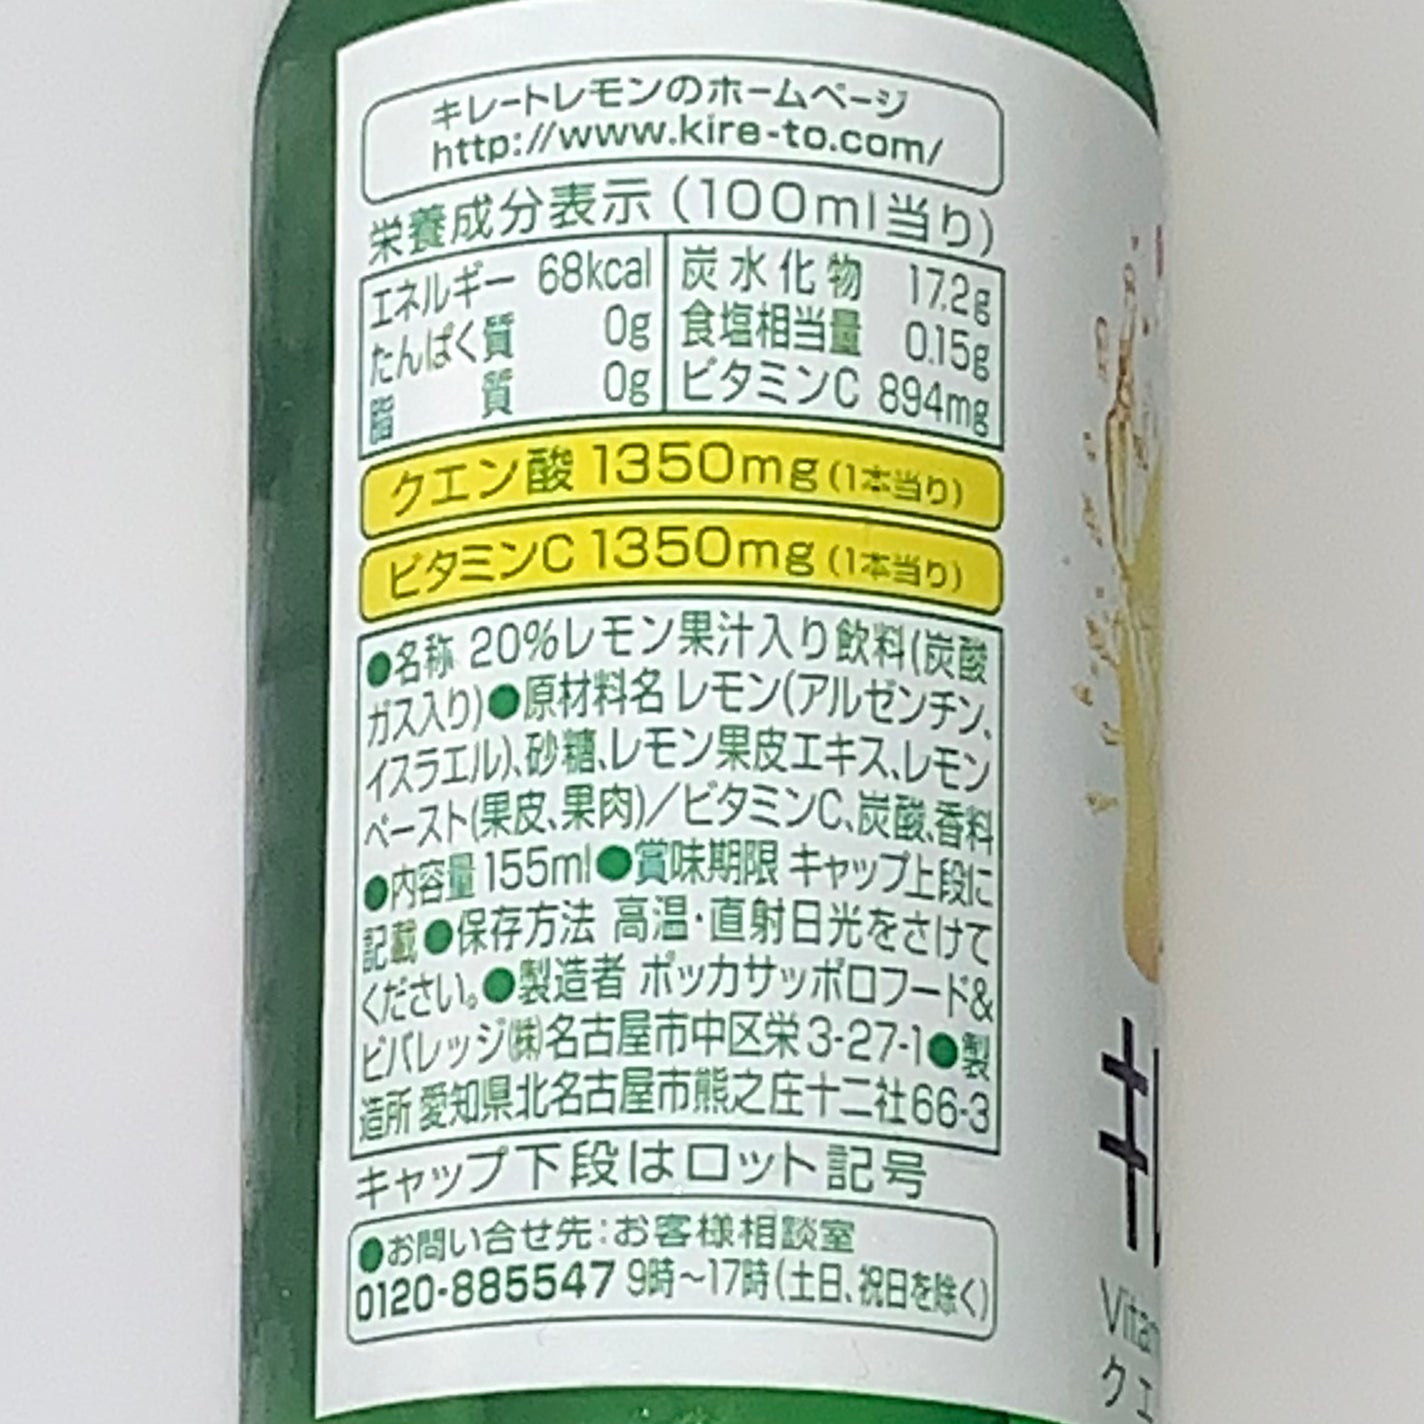 キレートレモンのホームページ
http://www.kire-to.com/
栄養成分表示(100ml当り)
エネルギー 68kcal 炭水化物 17.2g
たんぱく質 0g 食塩相当量 0.15g
脂質 0g ビタミンC 894mg
クエン酸 1350mg(1本当り)
ビタミンC 1350mg(1本当り)
●名称 20%レモン果汁入り飲料(炭酸
ガス入り)●原材料名 レモン(アルゼンチン、
イスラエル)、砂糖、レモン果皮エキス、レモン
ペースト(果皮、果肉)/ビタミンC、炭酸、香料
●内容量 155ml●賞味期限 キャップ上段に
記載●保存方法 高温・直射日光をさけて
ください。●製造者 ポッカサッポロフード&
ビバレッジ㈱名古屋市中区栄3-27-1●製
造所 愛知県北名古屋市熊之庄十二社66-3
キャップ下段はロット記号
●お問い合せ先:お客様相談室
0120-885547 9時~17時(土日、祝日を除く)
キ
Vita
クエ